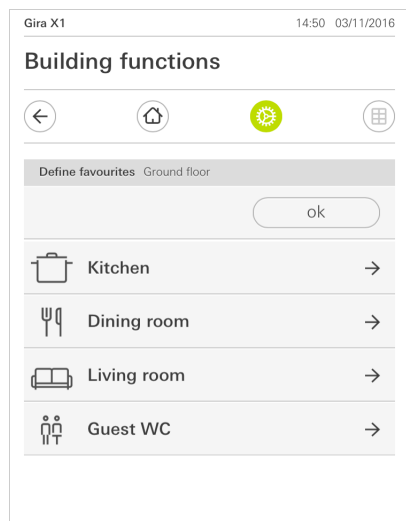 Gira X1 14:50 03/11/2016
Building functions
Define favourites Ground floor
ok
Kitchen
Dining room
Living room
Guest WC